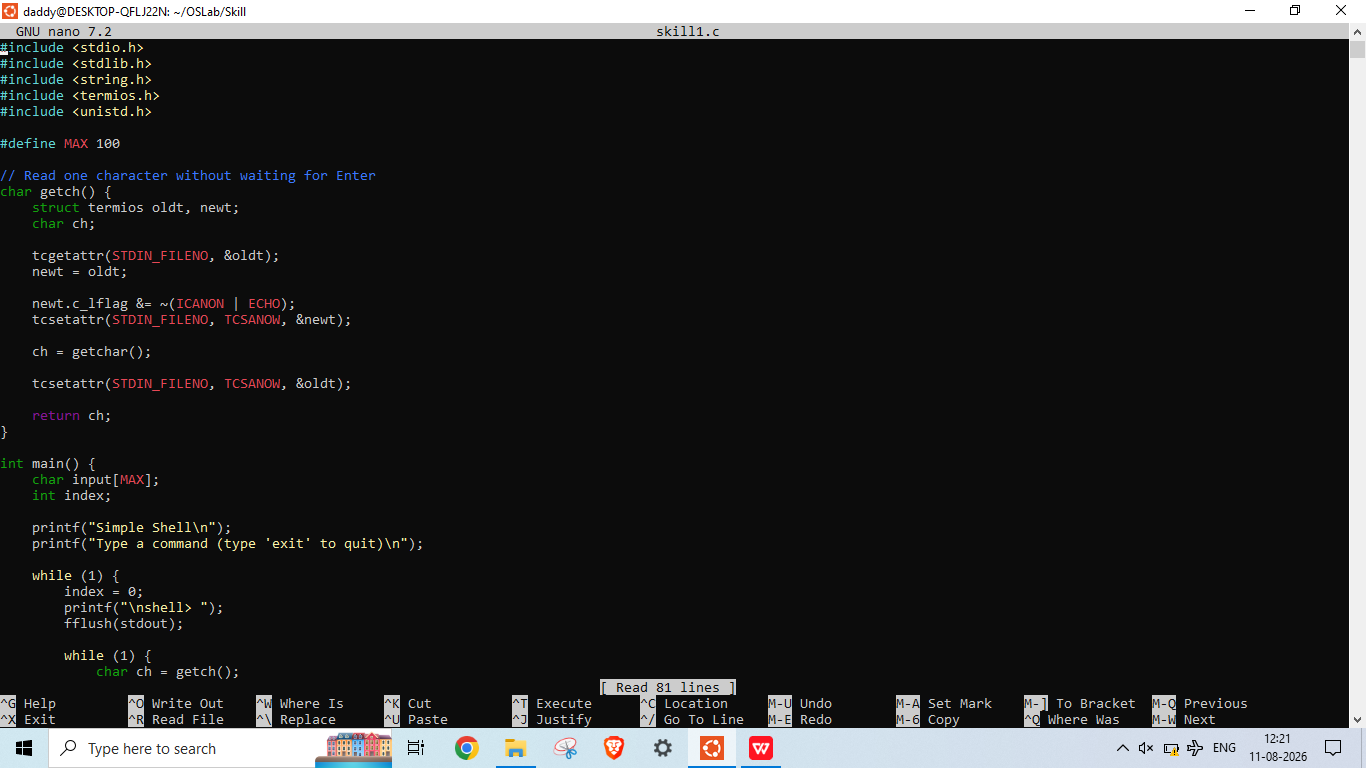 daddy@DESKTOP-QFLJ22N: ~/OSLab/Skill
GNU nano 7.2 skill1.c
#include <stdio.h>
#include <stdlib.h>
#include <string.h>
#include <termios.h>
#include <unistd.h>

#define MAX 100

// Read one character without waiting for Enter
char getch() {
    struct termios oldt, newt;
    char ch;

    tcgetattr(STDIN_FILENO, &oldt);
    newt = oldt;

    newt.c_lflag &= ~(ICANON | ECHO);
    tcsetattr(STDIN_FILENO, TCSANOW, &newt);

    ch = getchar();

    tcsetattr(STDIN_FILENO, TCSANOW, &oldt);

    return ch;
}

int main() {
    char input[MAX];
    int index;

    printf("Simple Shell\n");
    printf("Type a command (type 'exit' to quit)\n");

    while (1) {
        index = 0;
        printf("\nshell> ");
        fflush(stdout);

        while (1) {
            char ch = getch();
[ Read 81 lines ]
^G Help ^O Write Out ^W Where Is ^K Cut ^T Execute ^C Location M-U Undo M-A Set Mark M-] To Bracket M-Q Previous
^X Exit ^R Read File ^\ Replace ^U Paste ^J Justify ^/ Go To Line M-E Redo M-6 Copy ^Q Where Was M-W Next
Type here to search
ENG
12:21
11-08-2026